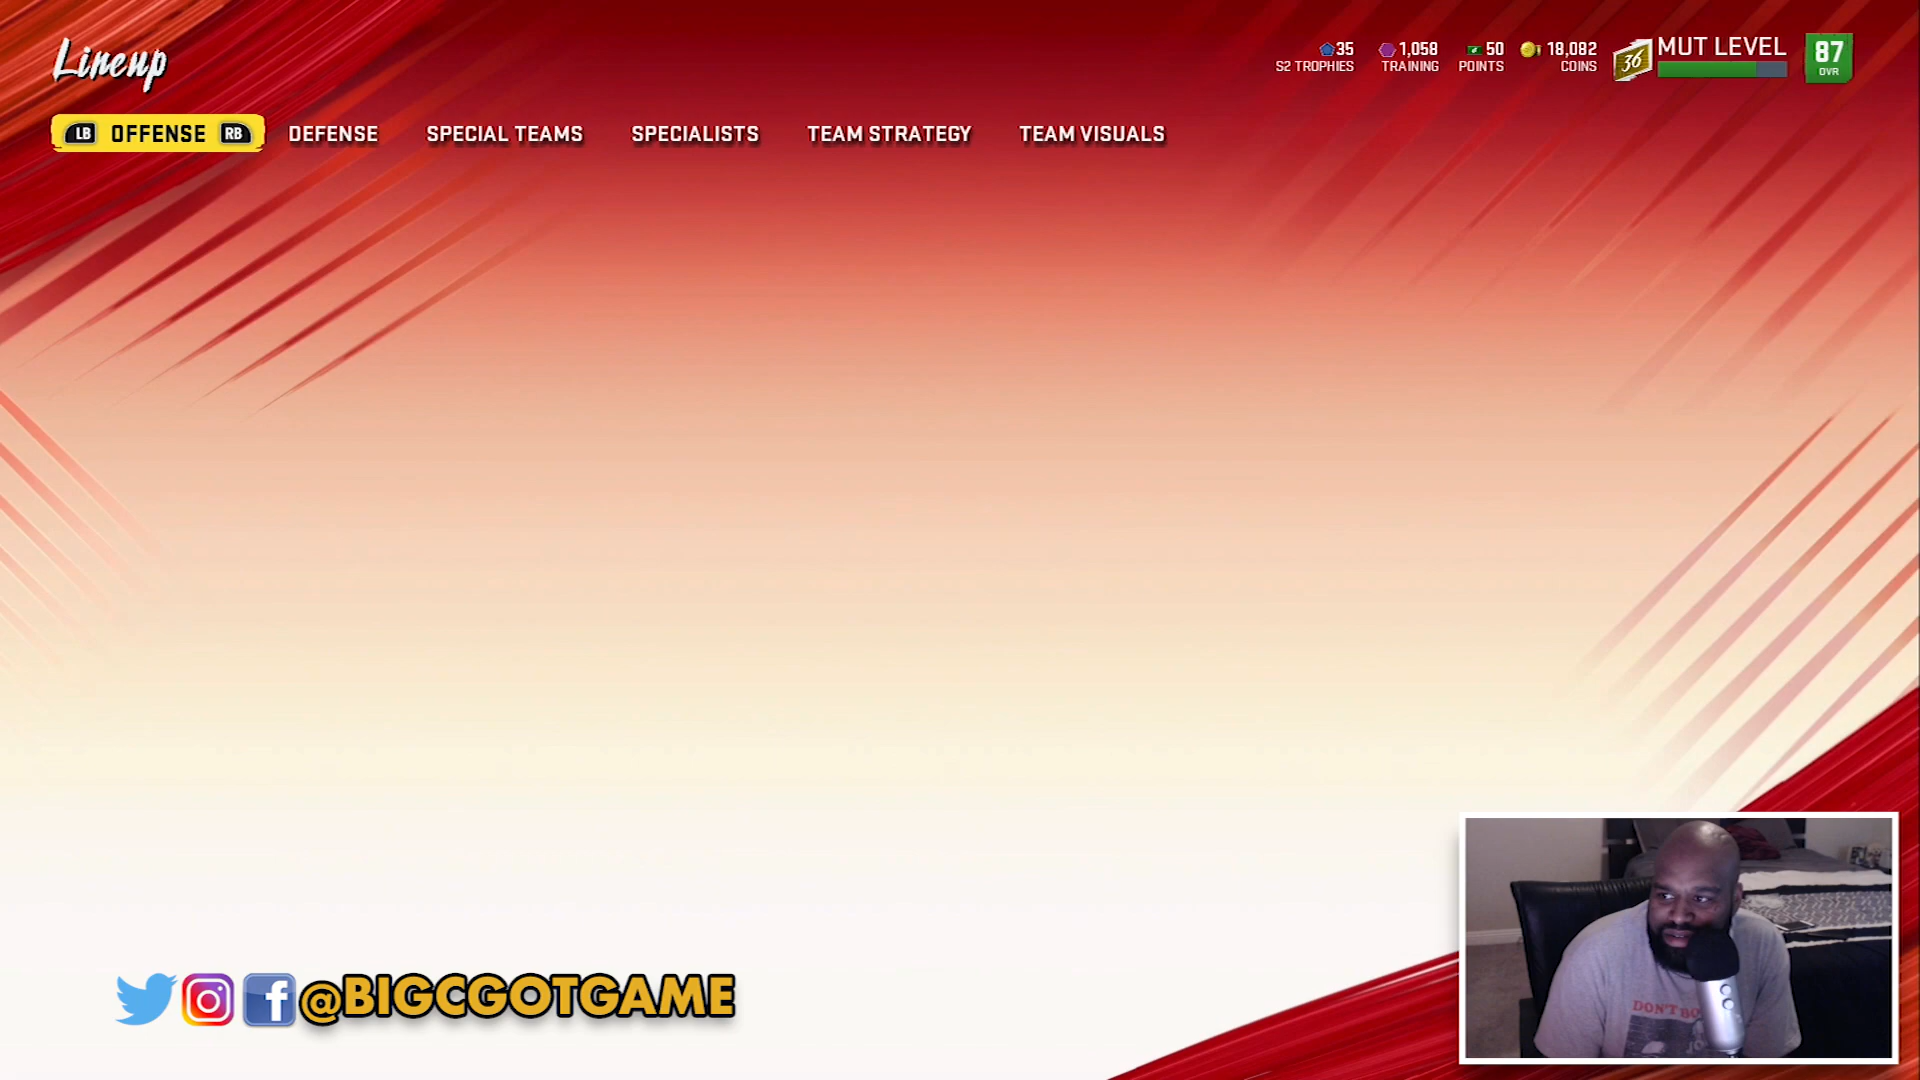 Lineup
35
S2 TROPHIES
1,058
TRAINING
50
POINTS
18,082
COINS
36
MUT LEVEL
87
OVR
LB OFFENSE RB DEFENSE SPECIAL TEAMS SPECIALISTS TEAM STRATEGY TEAM VISUALS
DON'T
@BIGCGOTGAME